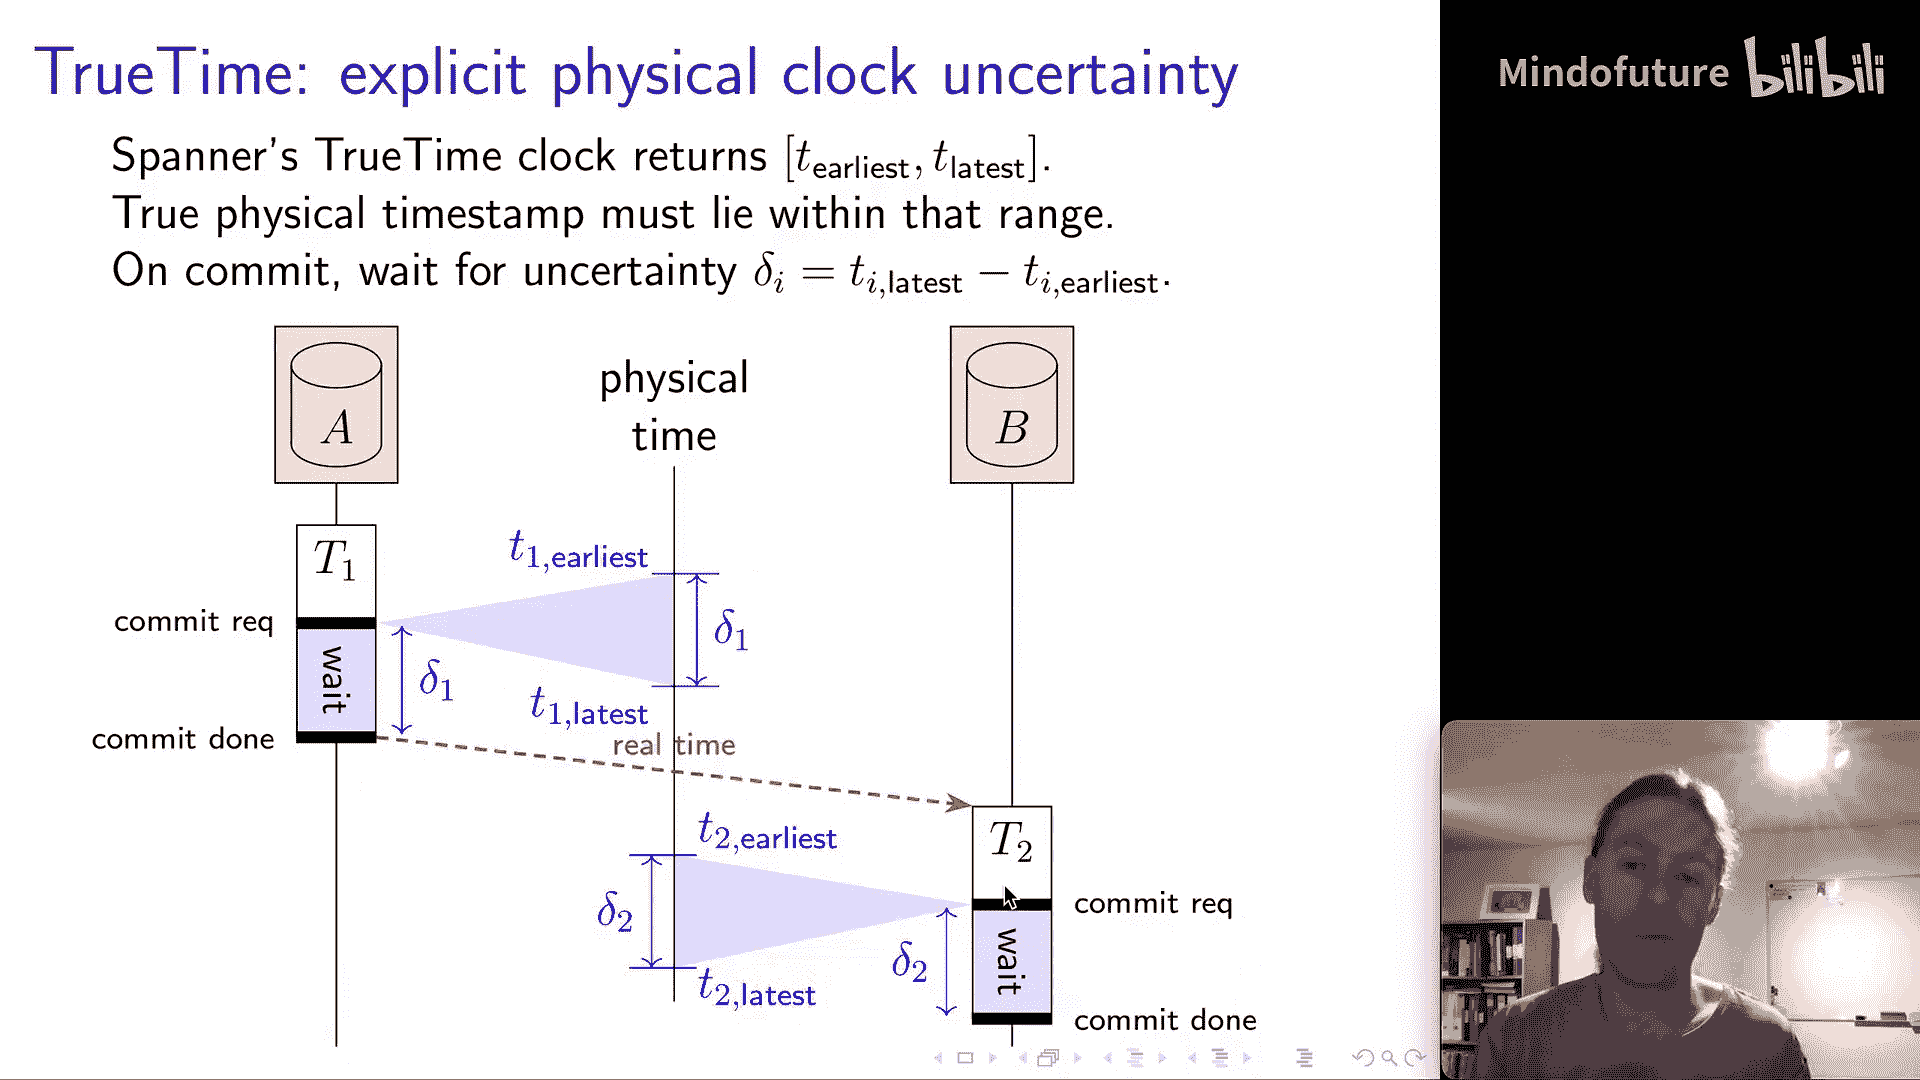 TrueTime: explicit physical clock uncertainty
Mindofuture bilibili
Spanner's TrueTime clock returns [t_earliest, t_latest].
True physical timestamp must lie within that range.
On commit, wait for uncertainty δ_i = t_i,latest − t_i,earliest.
physical
time
A
B
T_1
t_1,earliest
commit req
δ_1
wait
δ_1
t_1,latest
commit done
real time
T_2
t_2,earliest
commit req
δ_2
wait
δ_2
t_2,latest
commit done